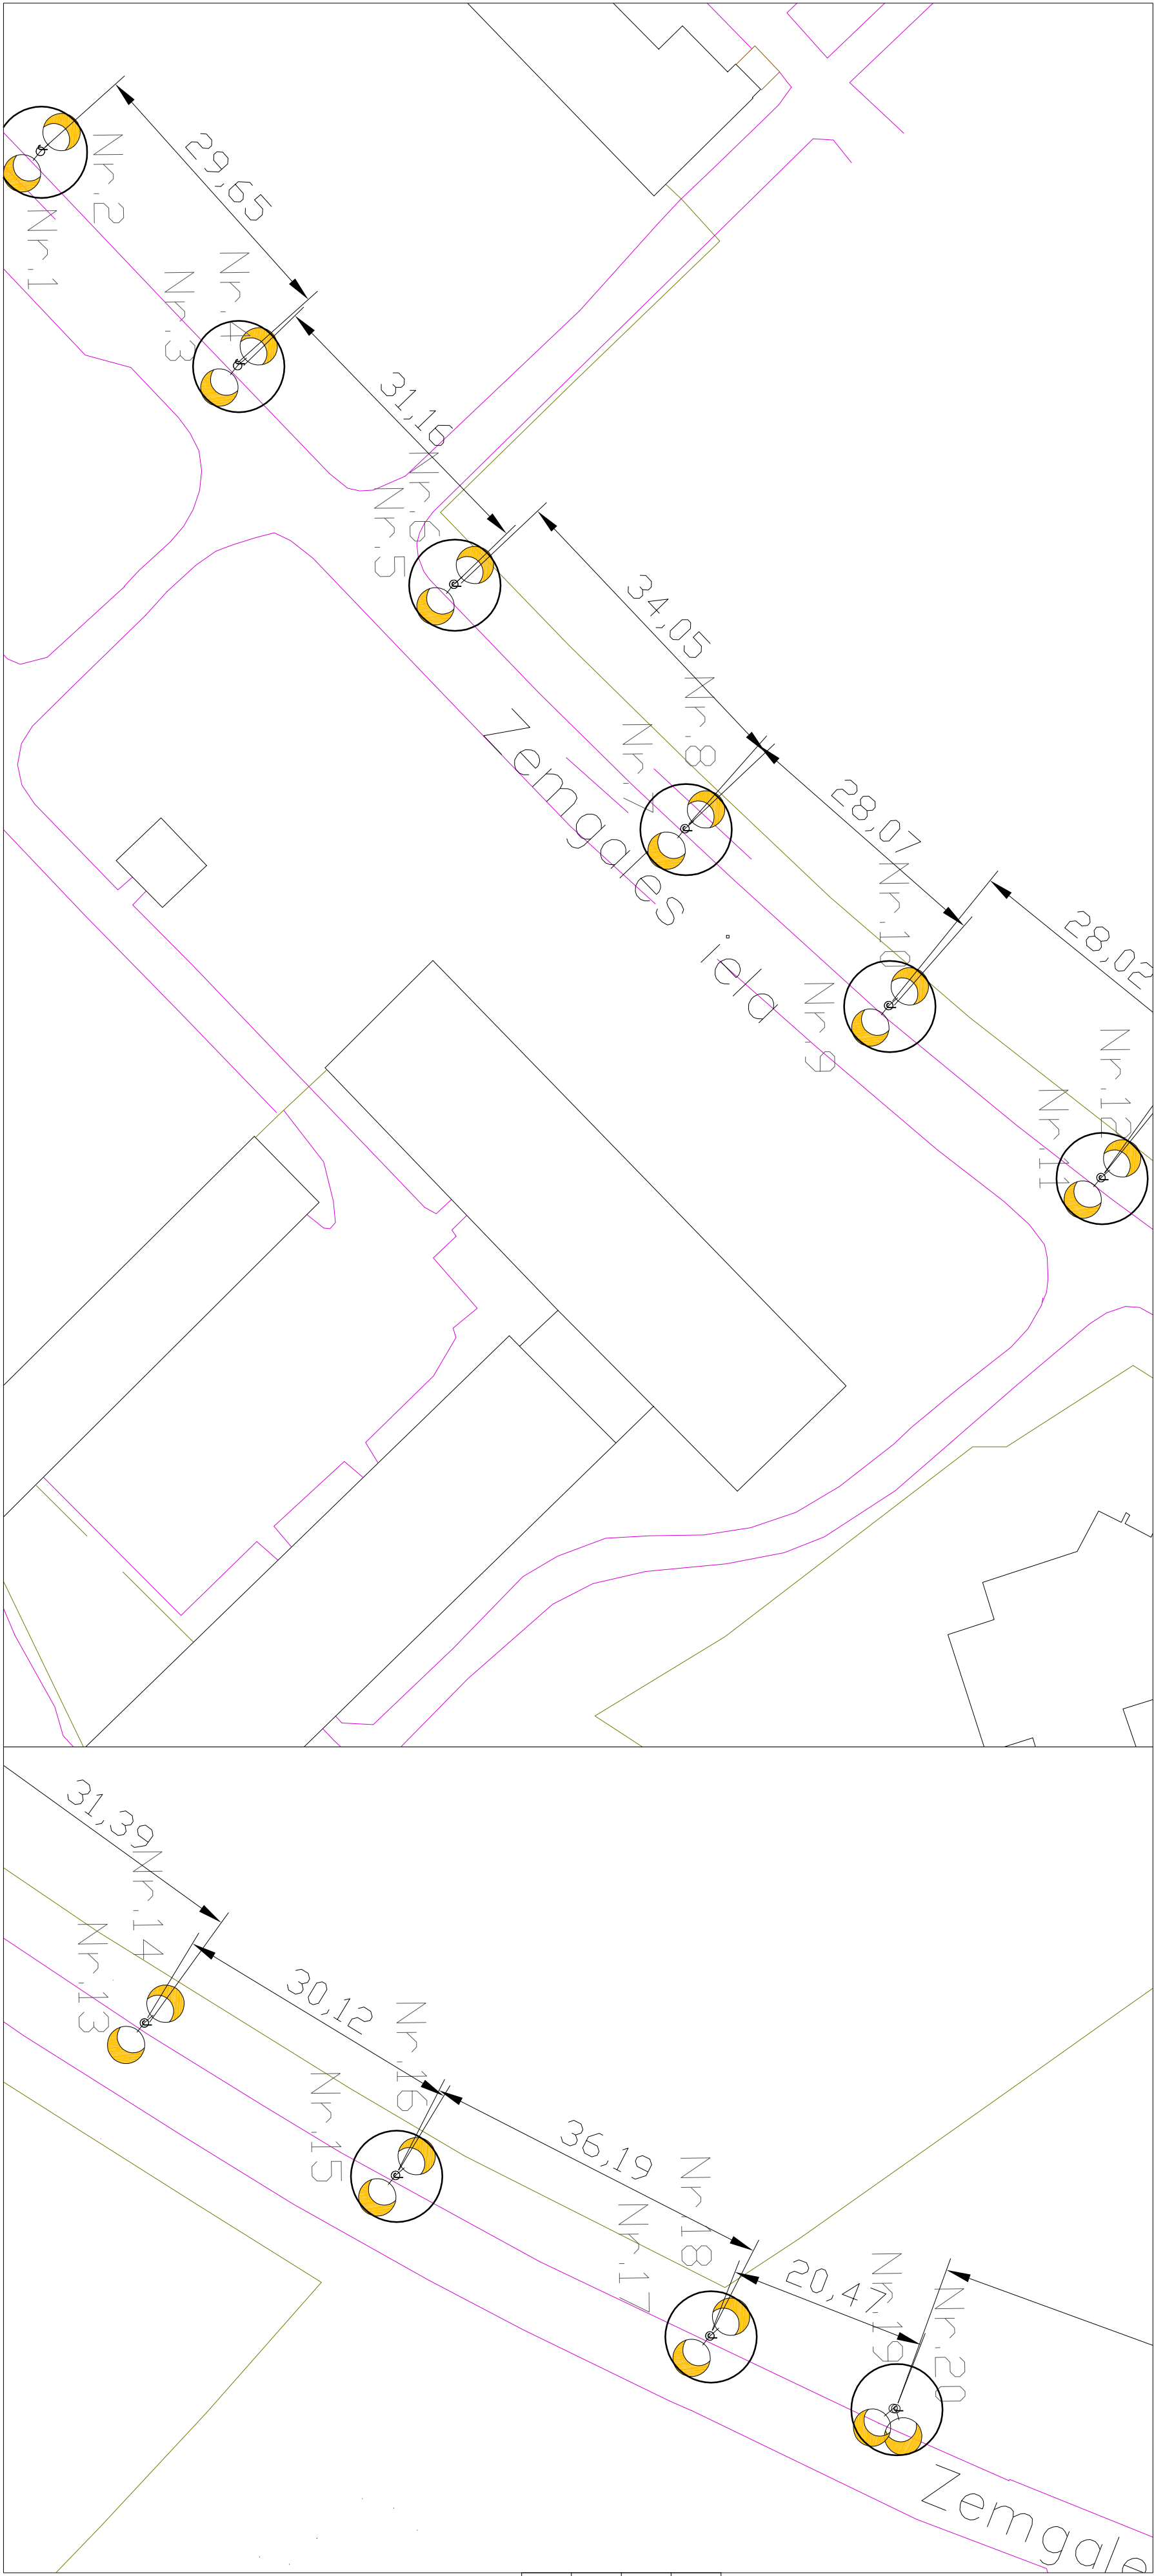 29,65
Nr.2
Nr.1
Nr.4
Nr.3
31,16
Nr.6
Nr.5
34,05
Nr.8
Nr.7
Zemgales iela
28,07
Nr.10
Nr.9
28,02
Nr.12
Nr.11
31,39
Nr.14
Nr.13
30,12
Nr.16
Nr.15
36,19
Nr.18
Nr.17
20,47
Nr.19
Nr.20
Zemgale